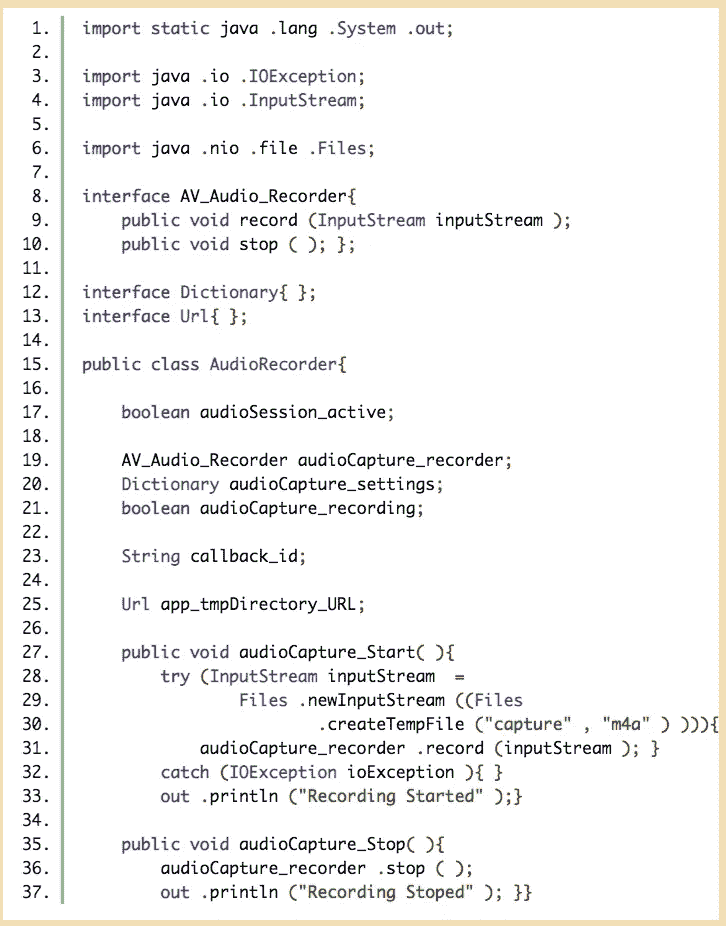 1. import static java .lang .System .out;
2.
3. import java .io .IOException;
4. import java .io .InputStream;
5.
6. import java .nio .file .Files;
7.
8. interface AV_Audio_Recorder{
9.     public void record (InputStream inputStream );
10.     public void stop ( ); };
11.
12. interface Dictionary{ };
13. interface Url{ };
14.
15. public class AudioRecorder{
16.
17.     boolean audioSession_active;
18.
19.     AV_Audio_Recorder audioCapture_recorder;
20.     Dictionary audioCapture_settings;
21.     boolean audioCapture_recording;
22.
23.     String callback_id;
24.
25.     Url app_tmpDirectory_URL;
26.
27.     public void audioCapture_Start( ){
28.         try (InputStream inputStream  =
29.                 Files .newInputStream ((Files
30.                         .createTempFile ("capture" , "m4a" ) ))){
31.             audioCapture_recorder .record (inputStream ); }
32.         catch (IOException ioException ){ }
33.         out .println ("Recording Started" );}
34.
35.     public void audioCapture_Stop( ){
36.         audioCapture_recorder .stop ( );
37.         out .println ("Recording Stoped" ); }}